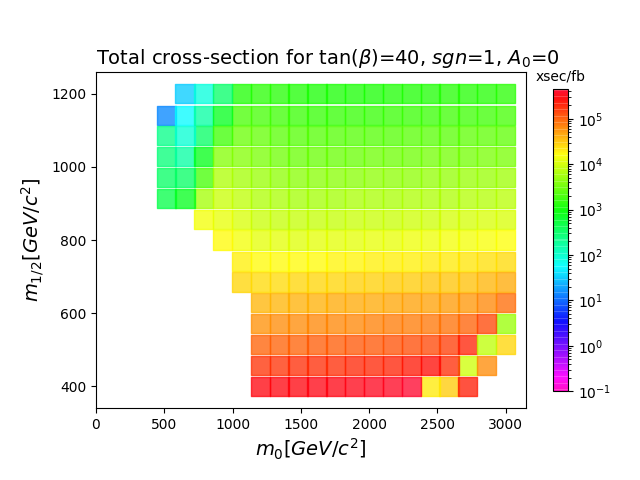 Total cross-section for tan(β)=40, sgn=1, A₀=0
xsec/fb
10⁵
10⁴
10³
10²
10¹
10⁰
10⁻¹
m₁/₂[GeV/c²]
1200
1000
800
600
400
0 500 1000 1500 2000 2500 3000
m₀[GeV/c²]